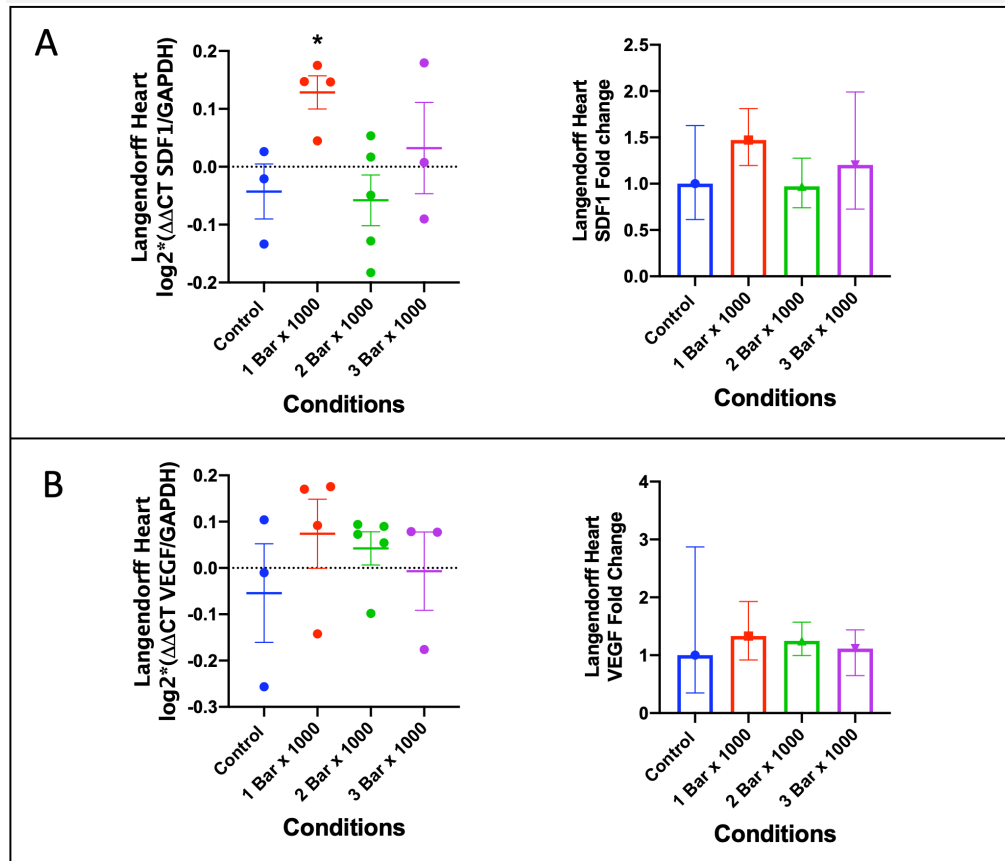 A
Langendorff Heart
log2*(ΔΔCT SDF1/GAPDH)
0.2
0.1
0.0
-0.1
-0.2
*
Control
1 Bar x 1000
2 Bar x 1000
3 Bar x 1000
Conditions
Langendorff Heart
SDF1 Fold change
2.5
2.0
1.5
1.0
0.5
0.0
Control
1 Bar x 1000
2 Bar x 1000
3 Bar x 1000
Conditions
B
Langendorff Heart
log2*(ΔΔCT VEGF/GAPDH)
0.2
0.1
0.0
-0.1
-0.2
-0.3
Control
1 Bar x 1000
2 Bar x 1000
3 Bar x 1000
Conditions
Langendorff Heart
VEGF Fold Change
4
3
2
1
0
Control
1 Bar x 1000
2 Bar x 1000
3 Bar x 1000
Conditions